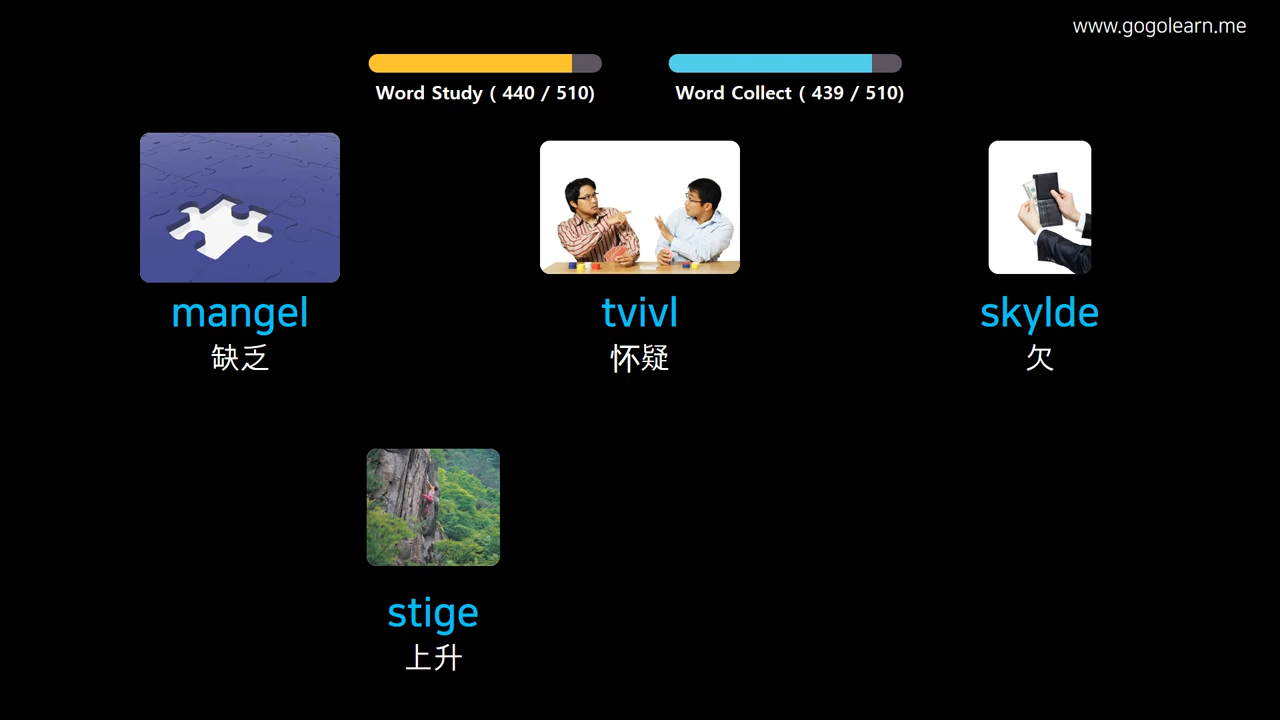 www.gogolearn.me
Word Study ( 440 / 510)
Word Collect ( 439 / 510)
mangel
缺乏
tvivl
怀疑
skylde
欠
stige
上升